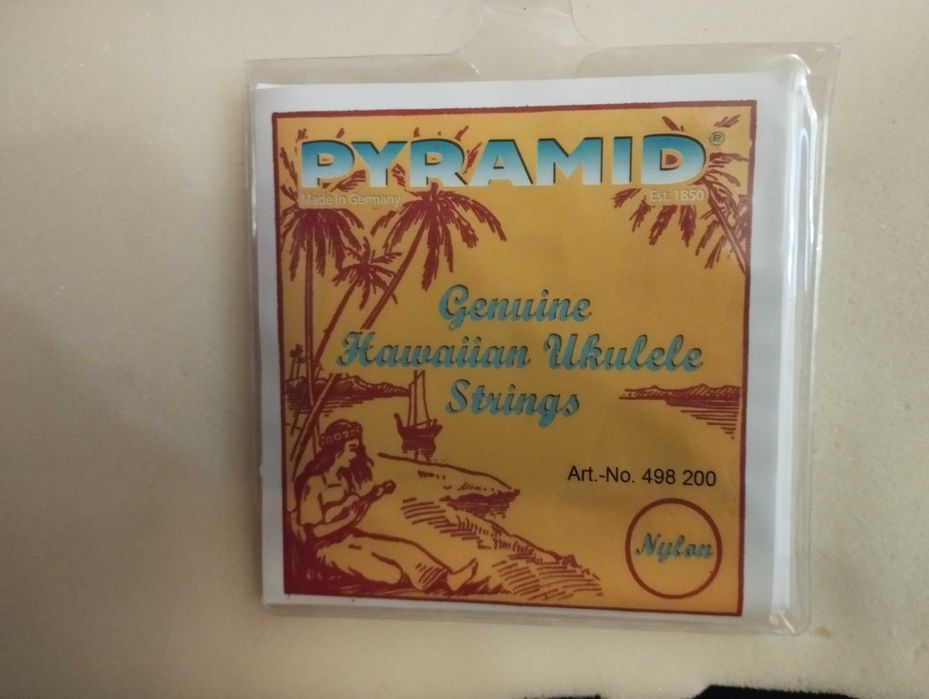 PYRAMID®
Made in Germany
Est. 1850
Genuine
Hawaiian Ukulele
Strings
Art.-No. 498 200
Nylon